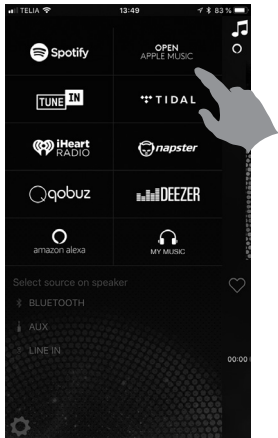 TELIA 13:49 83 %
Spotify
OPEN
APPLE MUSIC
TUNE IN
TIDAL
iHeart
RADIO
napster
qobuz
DEEZER
amazon alexa
MY MUSIC
Select source on speaker
BLUETOOTH
AUX
LINE IN
00:00